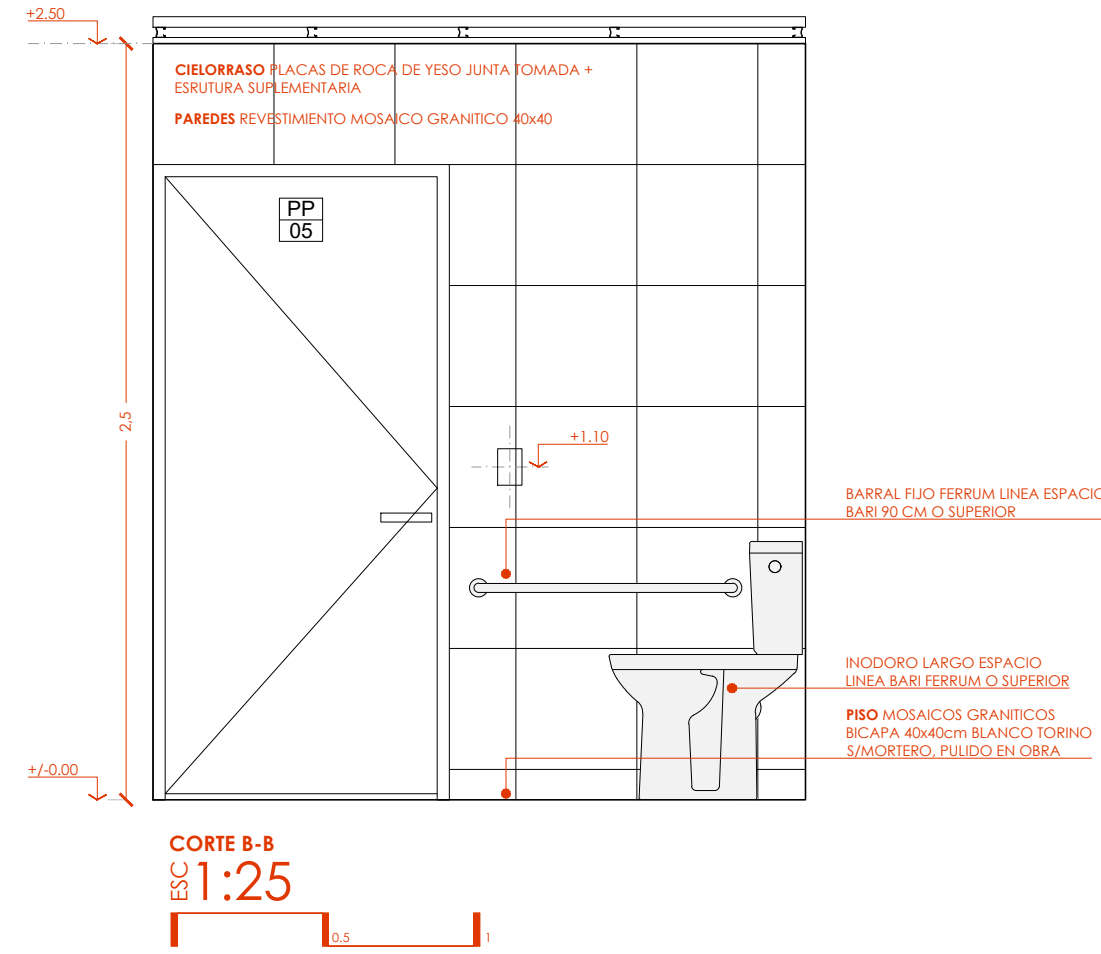 +2.50
CIELORRASO PLACAS DE ROCA DE YESO JUNTA TOMADA +
ESRUTURA SUPLEMENTARIA
PAREDES REVESTIMIENTO MOSAICO GRANITICO 40x40
PP
05
2,5
+1.10
BARRAL FIJO FERRUM LINEA ESPACIO
BARI 90 CM O SUPERIOR
INODORO LARGO ESPACIO
LINEA BARI FERRUM O SUPERIOR
PISO MOSAICOS GRANITICOS
BICAPA 40x40cm BLANCO TORINO
S/MORTERO, PULIDO EN OBRA
+/-0.00
CORTE B-B
ESC 1:25
0.5
1